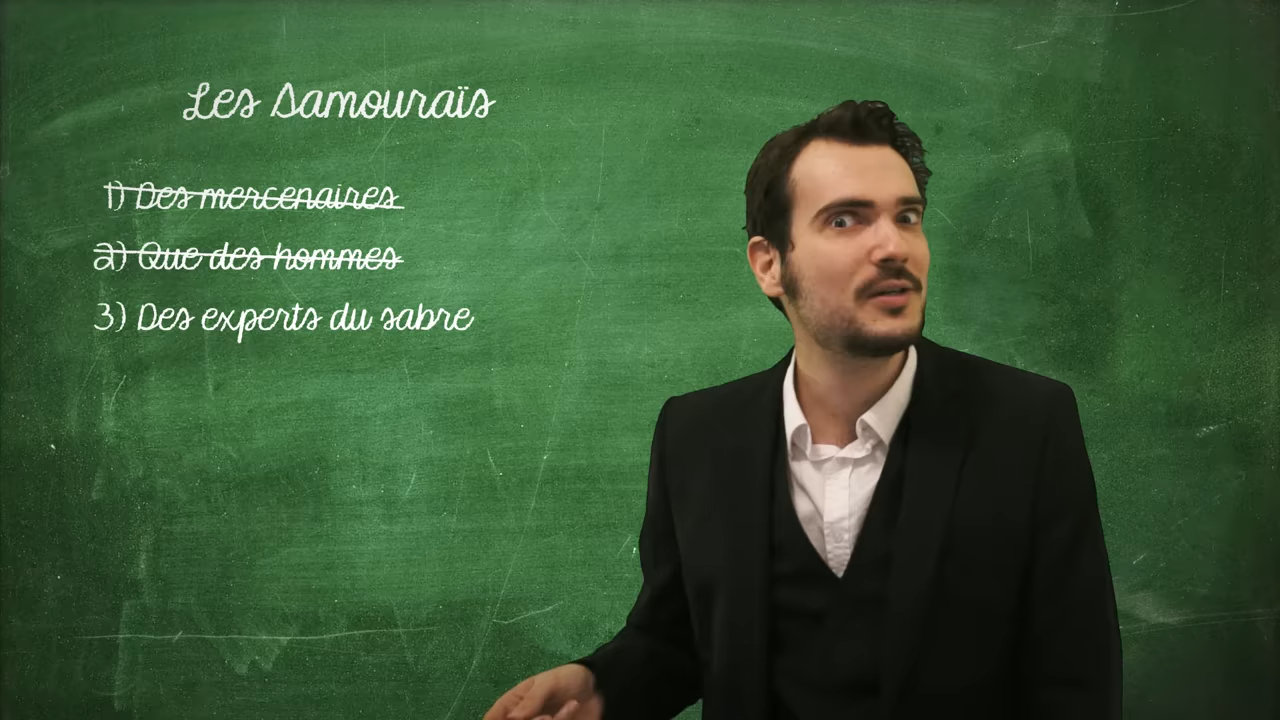 Les Samouraïs
1) Des mercenaires
2) Que des hommes
3) Des experts du sabre